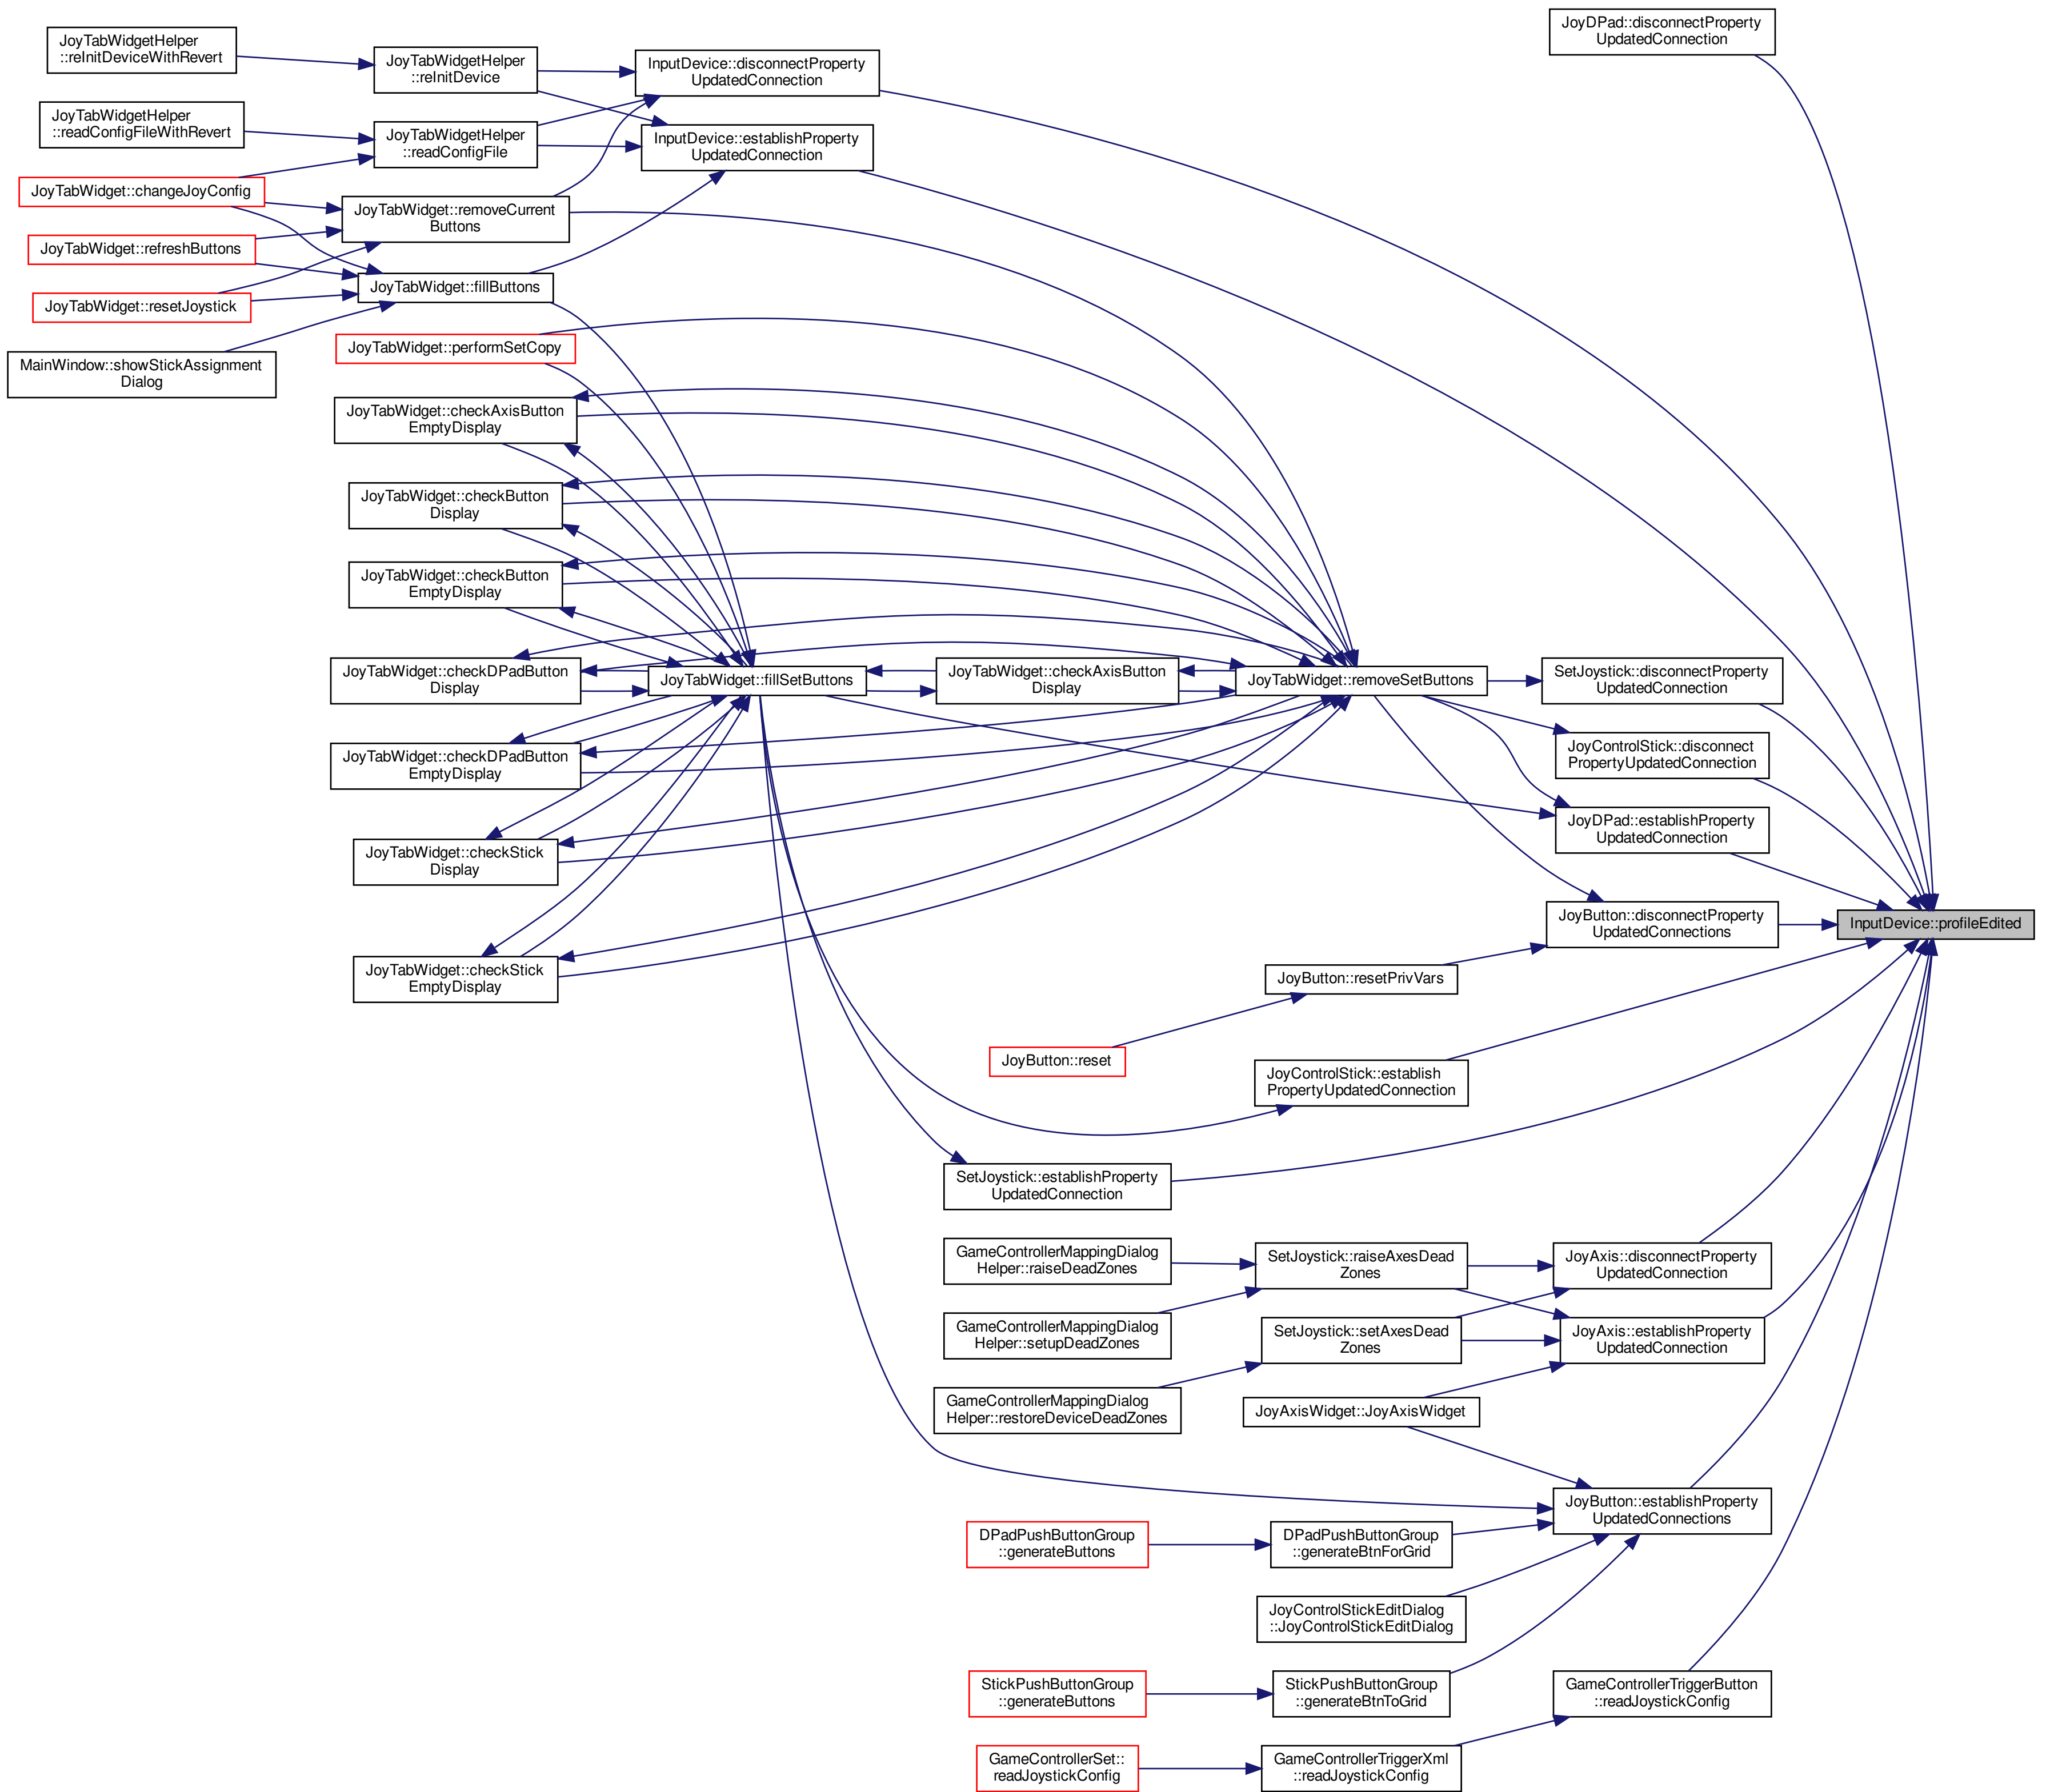 JoyTabWidgetHelper
::reInitDeviceWithRevert
JoyTabWidgetHelper
::readConfigFileWithRevert
JoyTabWidget::changeJoyConfig
JoyTabWidget::refreshButtons
JoyTabWidget::resetJoystick
MainWindow::showStickAssignment
Dialog
JoyTabWidgetHelper
::reInitDevice
JoyTabWidgetHelper
::readConfigFile
JoyTabWidget::removeCurrent
Buttons
JoyTabWidget::fillButtons
JoyTabWidget::performSetCopy
JoyTabWidget::checkAxisButton
EmptyDisplay
JoyTabWidget::checkButton
Display
JoyTabWidget::checkButton
EmptyDisplay
JoyTabWidget::checkDPadButton
Display
JoyTabWidget::checkDPadButton
EmptyDisplay
JoyTabWidget::checkStick
Display
JoyTabWidget::checkStick
EmptyDisplay
InputDevice::disconnectProperty
UpdatedConnection
InputDevice::establishProperty
UpdatedConnection
JoyTabWidget::fillSetButtons
JoyTabWidget::checkAxisButton
Display
JoyTabWidget::removeSetButtons
JoyButton::resetPrivVars
JoyButton::reset
JoyControlStick::establish
PropertyUpdatedConnection
SetJoystick::establishProperty
UpdatedConnection
GameControllerMappingDialog
Helper::raiseDeadZones
GameControllerMappingDialog
Helper::setupDeadZones
GameControllerMappingDialog
Helper::restoreDeviceDeadZones
SetJoystick::raiseAxesDead
Zones
SetJoystick::setAxesDead
Zones
JoyAxisWidget::JoyAxisWidget
DPadPushButtonGroup
::generateButtons
DPadPushButtonGroup
::generateBtnForGrid
JoyControlStickEditDialog
::JoyControlStickEditDialog
StickPushButtonGroup
::generateButtons
StickPushButtonGroup
::generateBtnToGrid
GameControllerSet::
readJoystickConfig
GameControllerTriggerXml
::readJoystickConfig
JoyDPad::disconnectProperty
UpdatedConnection
SetJoystick::disconnectProperty
UpdatedConnection
JoyControlStick::disconnect
PropertyUpdatedConnection
JoyDPad::establishProperty
UpdatedConnection
JoyButton::disconnectProperty
UpdatedConnections
JoyAxis::disconnectProperty
UpdatedConnection
JoyAxis::establishProperty
UpdatedConnection
JoyButton::establishProperty
UpdatedConnections
GameControllerTriggerButton
::readJoystickConfig
InputDevice::profileEdited